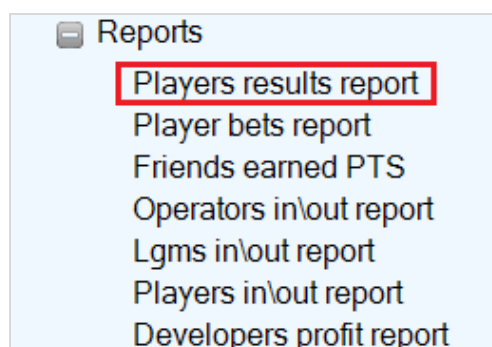 Reports
Players results report
Player bets report
Friends earned PTS
Operators in\out report
Lgms in\out report
Players in\out report
Developers profit report